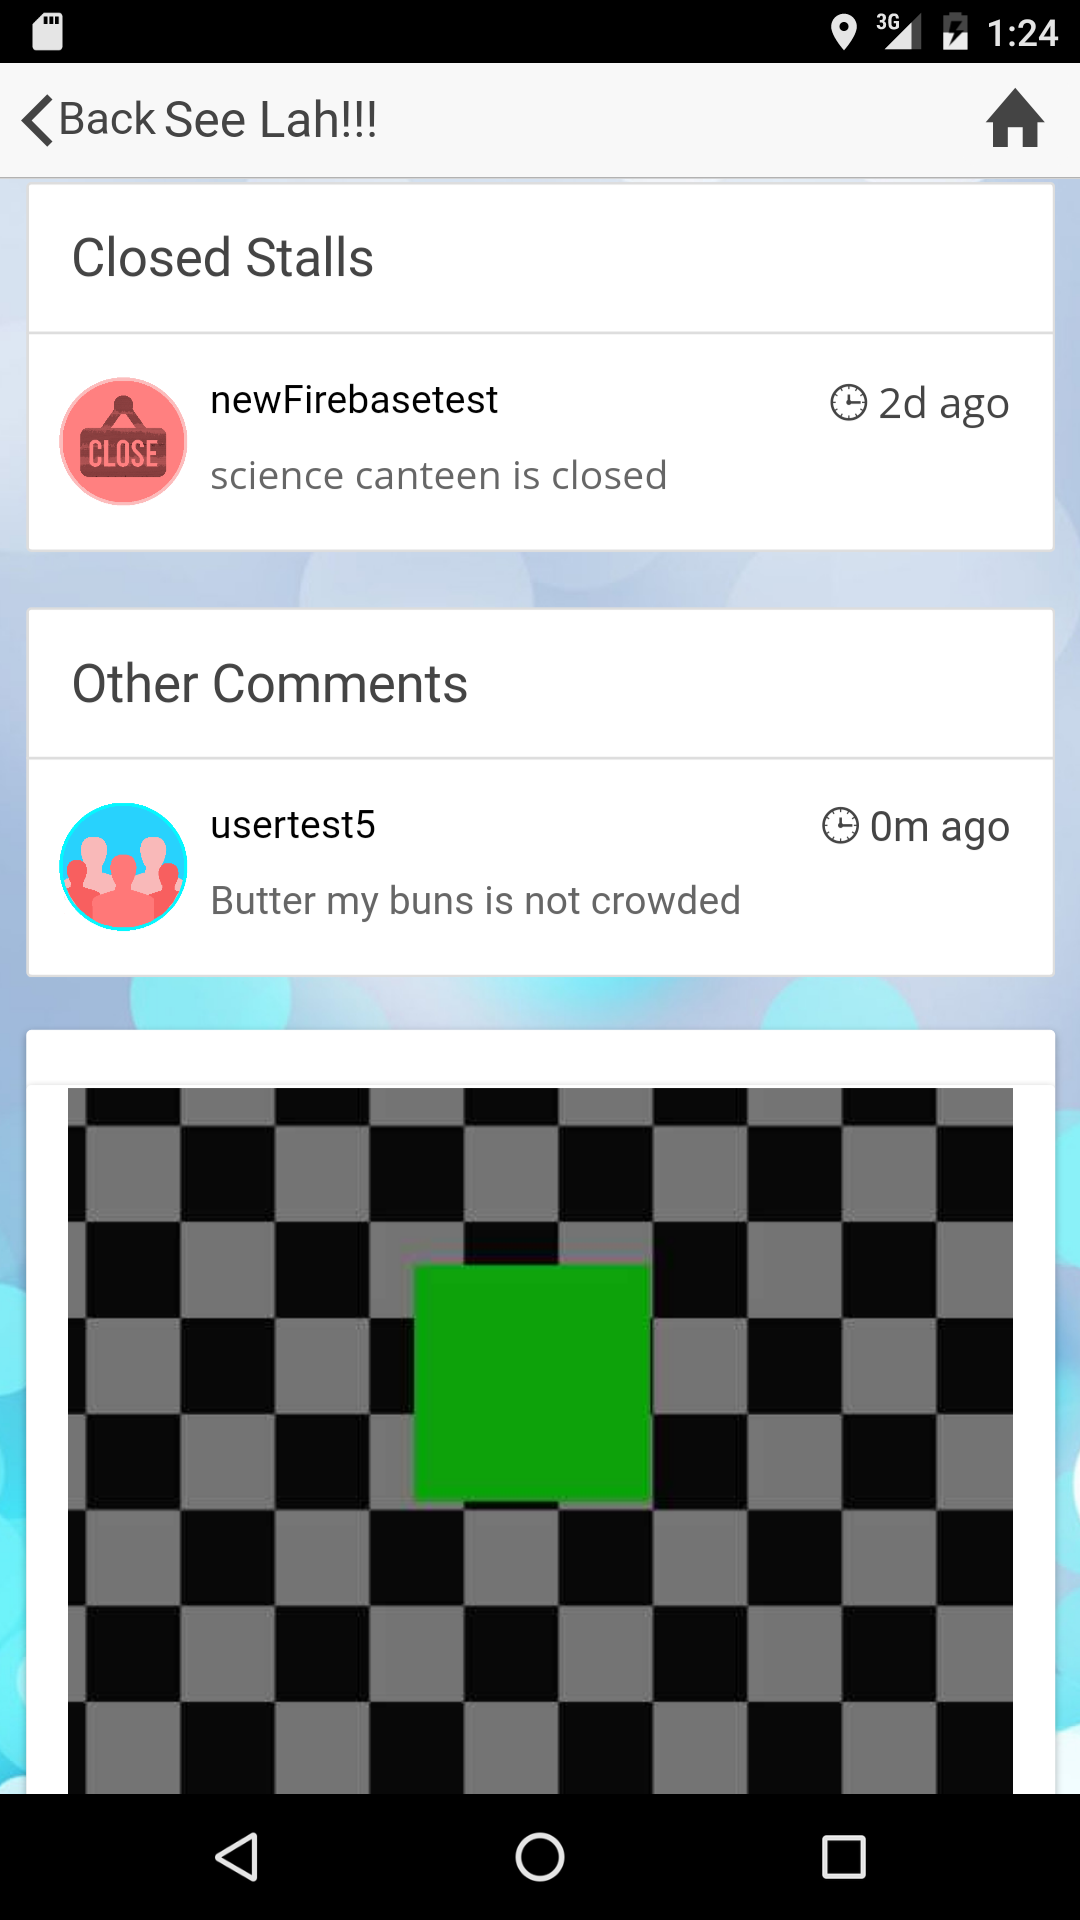 3G 1:24
Back See Lah!!!
Closed Stalls
CLOSE
newFirebasetest
2d ago
science canteen is closed
Other Comments
usertest5
0m ago
Butter my buns is not crowded